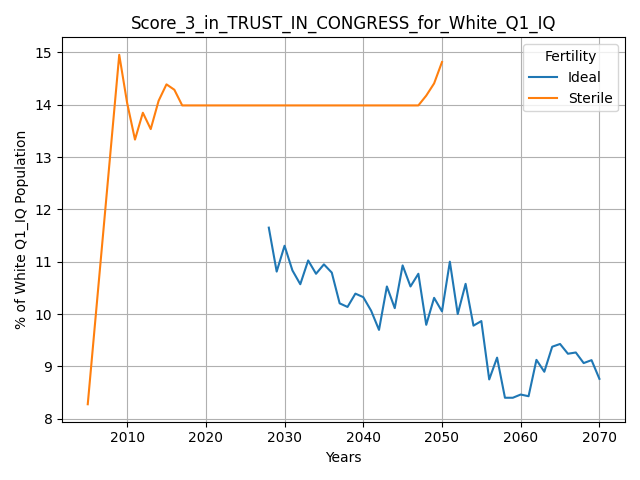 Score_3_in_TRUST_IN_CONGRESS_for_White_Q1_IQ
Fertility
Ideal
Sterile
% of White Q1_IQ Population
15
14
13
12
11
10
9
8
2010 2020 2030 2040 2050 2060 2070
Years